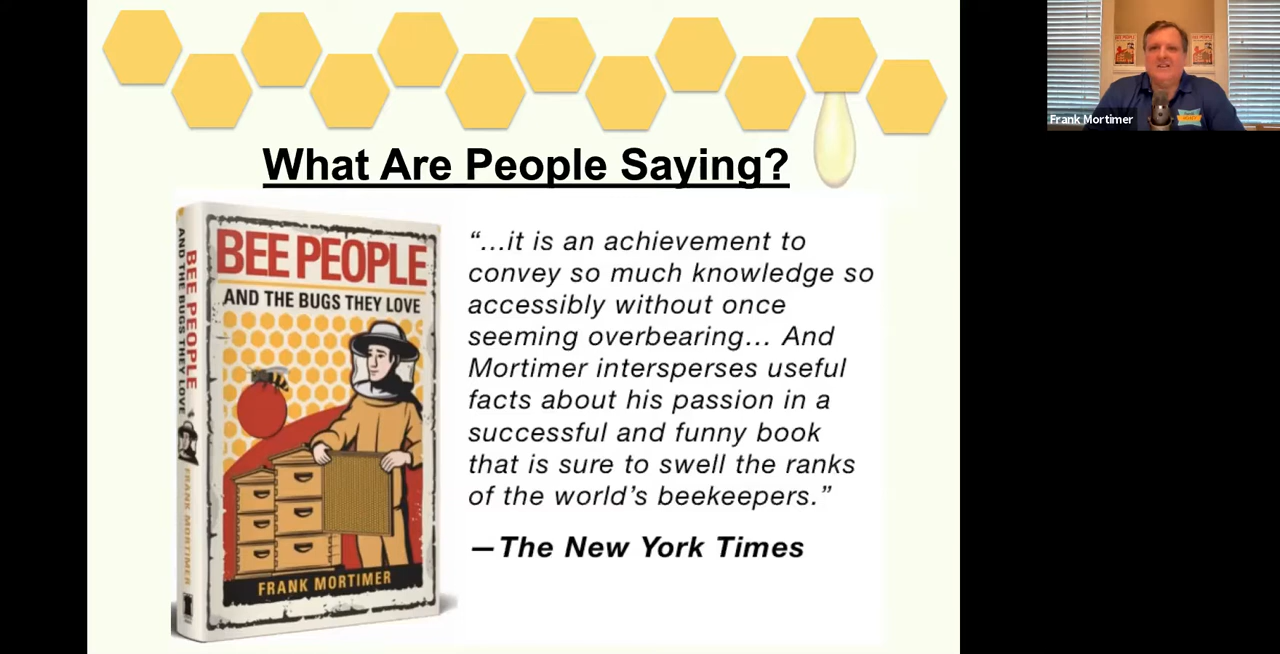 What Are People Saying?
BEE PEOPLE
AND THE BUGS THEY LOVE
FRANK MORTIMER
BEE PEOPLE
AND THE BUGS THEY LOVE
FRANK MORTIMER
“...it is an achievement to
convey so much knowledge so
accessibly without once
seeming overbearing... And
Mortimer intersperses useful
facts about his passion in a
successful and funny book
that is sure to swell the ranks
of the world’s beekeepers.”
—The New York Times
BEE PEOPLE
Frank Mortimer